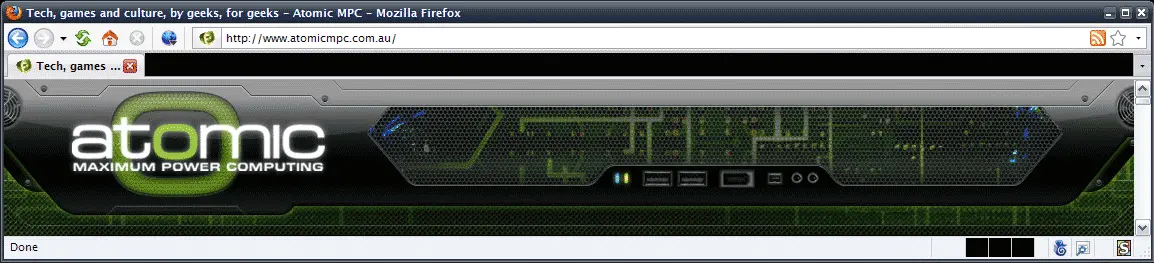 Tech, games and culture, by geeks, for geeks - Atomic MPC - Mozilla Firefox
http://www.atomicmpc.com.au/
Tech, games ...
atomic
MAXIMUM POWER COMPUTING
Done